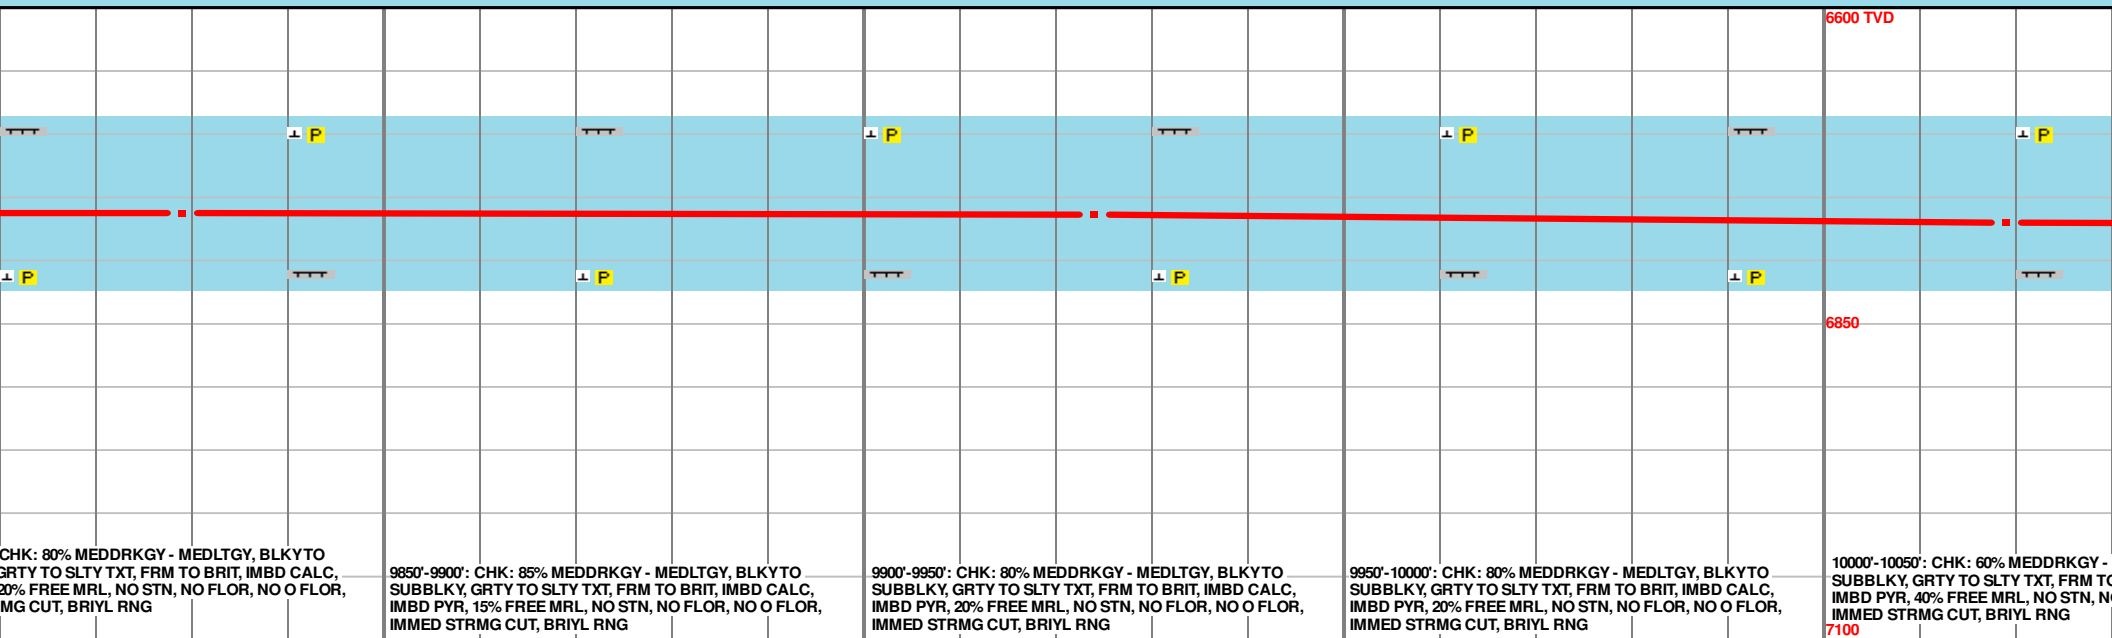 6600 TVD
P
P
P
P
P
P
P
P
6850
CHK: 80% MEDDRKGY - MEDLTGY, BLKYTO
GRTY TO SLTY TXT, FRM TO BRIT, IMBD CALC,
20% FREE MRL, NO STN, NO FLOR, NO O FLOR,
MG CUT, BRIYL RNG
9850'-9900': CHK: 85% MEDDRKGY - MEDLTGY, BLKYTO
SUBBLKY, GRTY TO SLTY TXT, FRM TO BRIT, IMBD CALC,
IMBD PYR, 15% FREE MRL, NO STN, NO FLOR, NO O FLOR,
IMMED STRMG CUT, BRIYL RNG
9900'-9950': CHK: 80% MEDDRKGY - MEDLTGY, BLKYTO
SUBBLKY, GRTY TO SLTY TXT, FRM TO BRIT, IMBD CALC,
IMBD PYR, 20% FREE MRL, NO STN, NO FLOR, NO O FLOR,
IMMED STRMG CUT, BRIYL RNG
9950'-10000': CHK: 80% MEDDRKGY - MEDLTGY, BLKYTO
SUBBLKY, GRTY TO SLTY TXT, FRM TO BRIT, IMBD CALC,
IMBD PYR, 20% FREE MRL, NO STN, NO FLOR, NO O FLOR,
IMMED STRMG CUT, BRIYL RNG
10000'-10050': CHK: 60% MEDDRKGY -
SUBBLKY, GRTY TO SLTY TXT, FRM TO
IMBD PYR, 40% FREE MRL, NO STN,
IMMED STRMG CUT, BRIYL RNG
7100